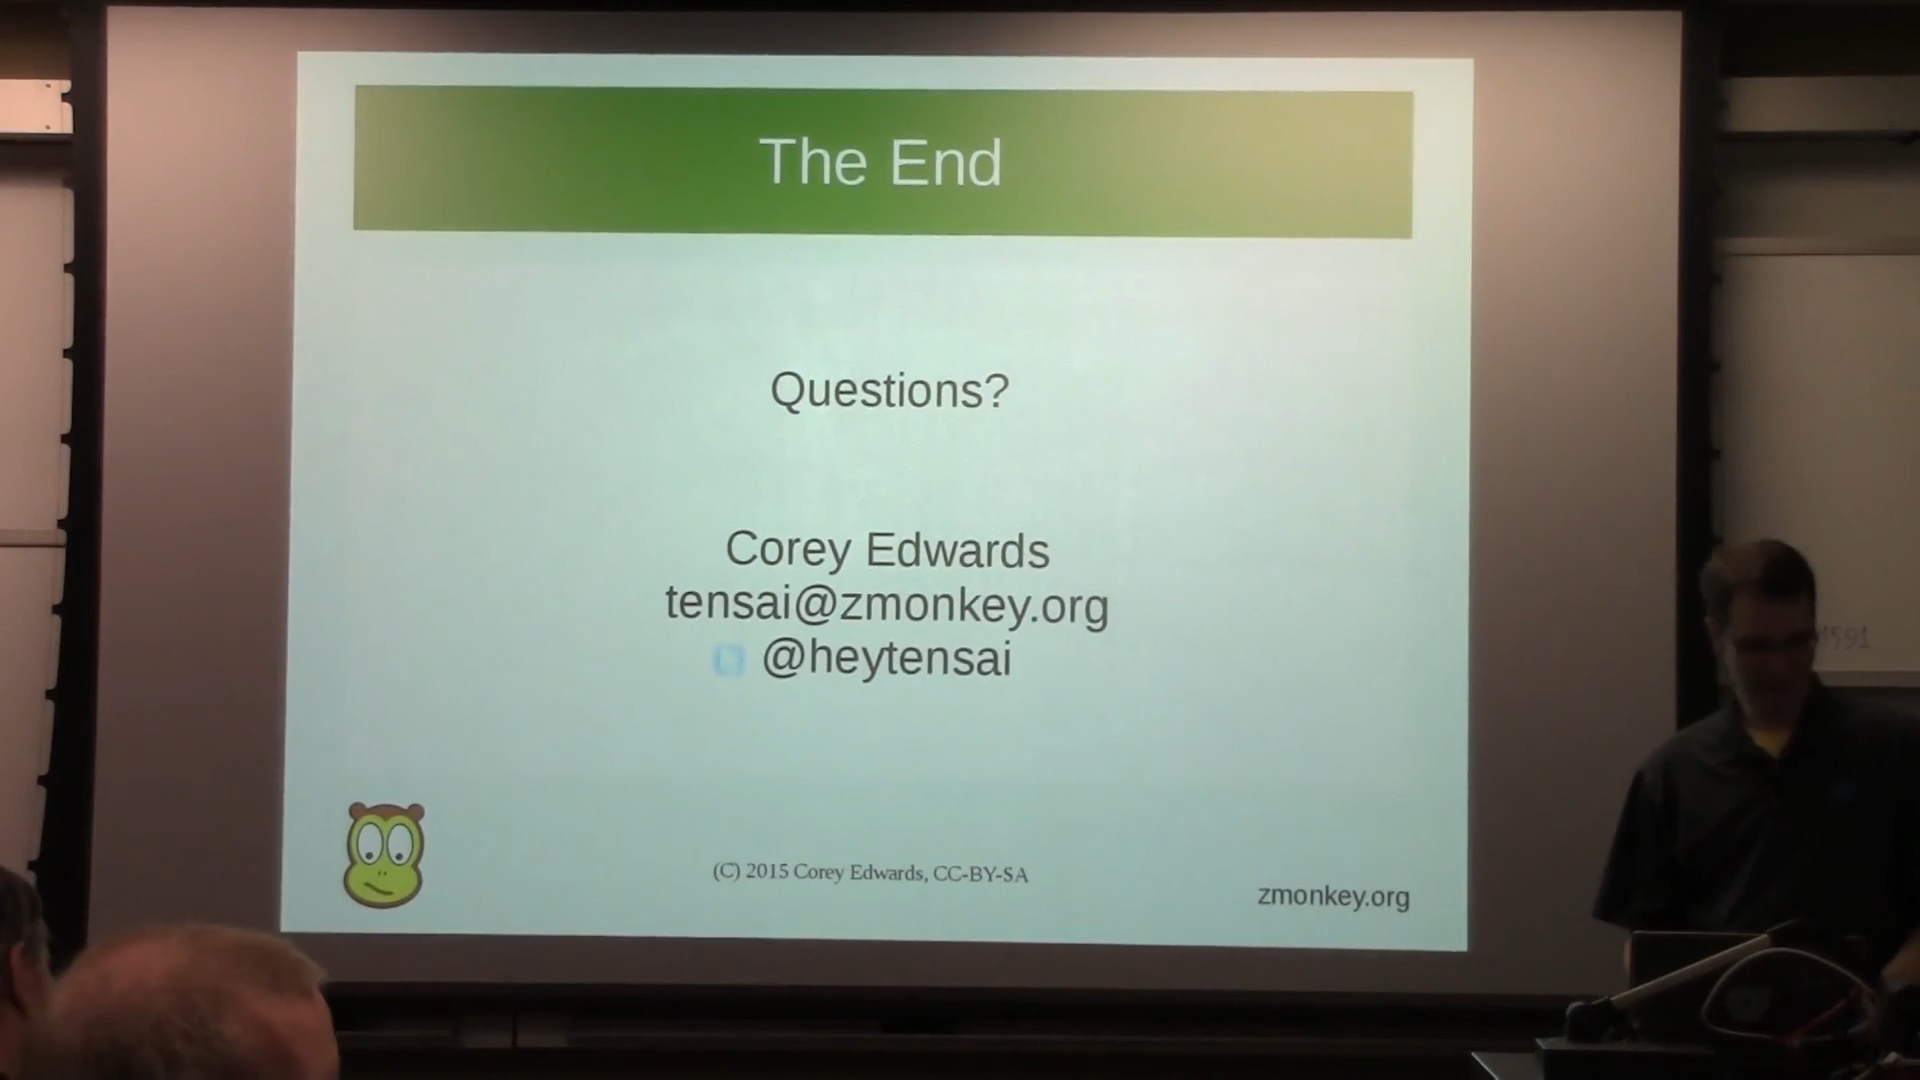 The End
Questions?
Corey Edwards
tensai@zmonkey.org
@heytensai
(C) 2015 Corey Edwards, CC-BY-SA
zmonkey.org